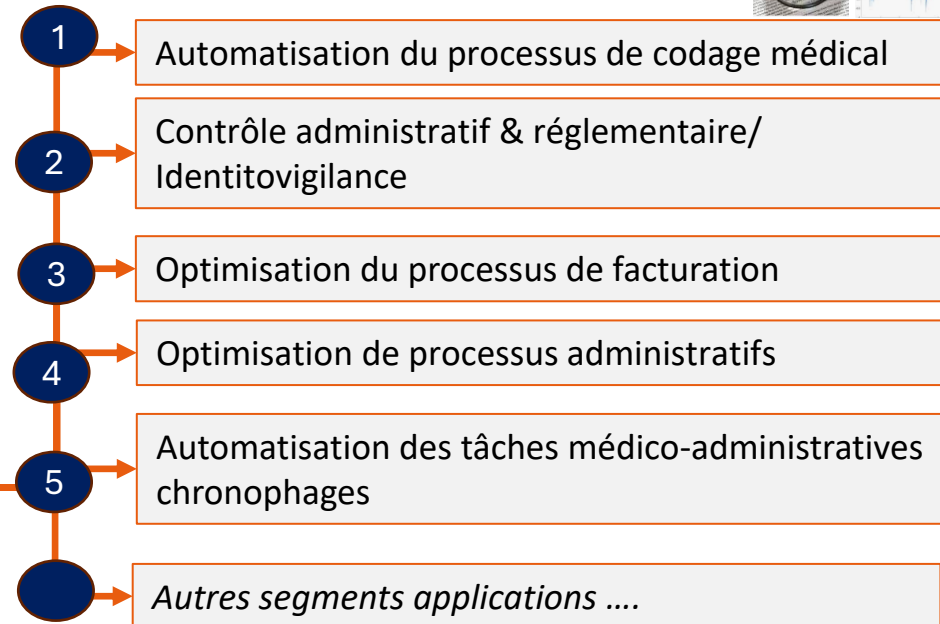 1
Automatisation du processus de codage médical
2
Contrôle administratif & réglementaire/
Identitovigilance
3
Optimisation du processus de facturation
4
Optimisation de processus administratifs
5
Automatisation des tâches médico-administratives
chronophages
Autres segments applications ....